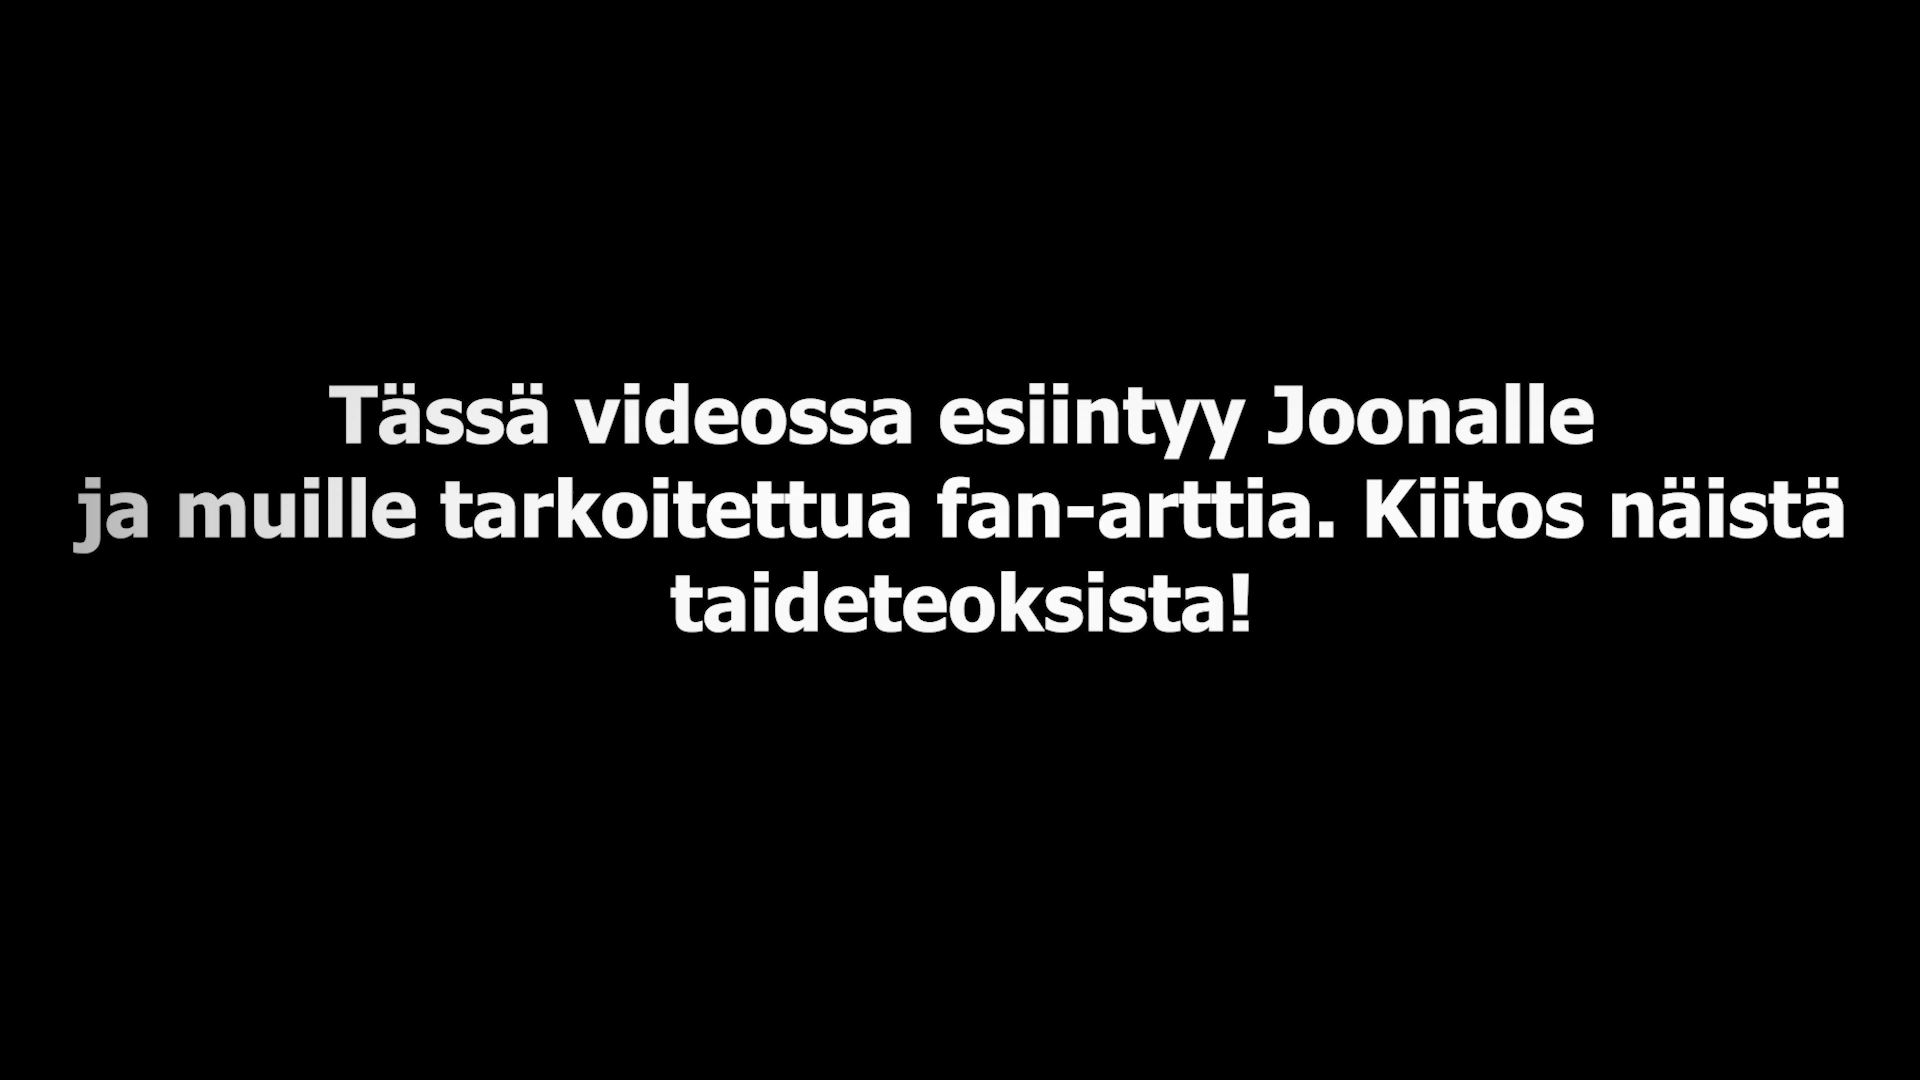 Tässä videossa esiintyy Joonalle
ja muille tarkoitettua fan-arttia. Kiitos näistä
taideteoksista!